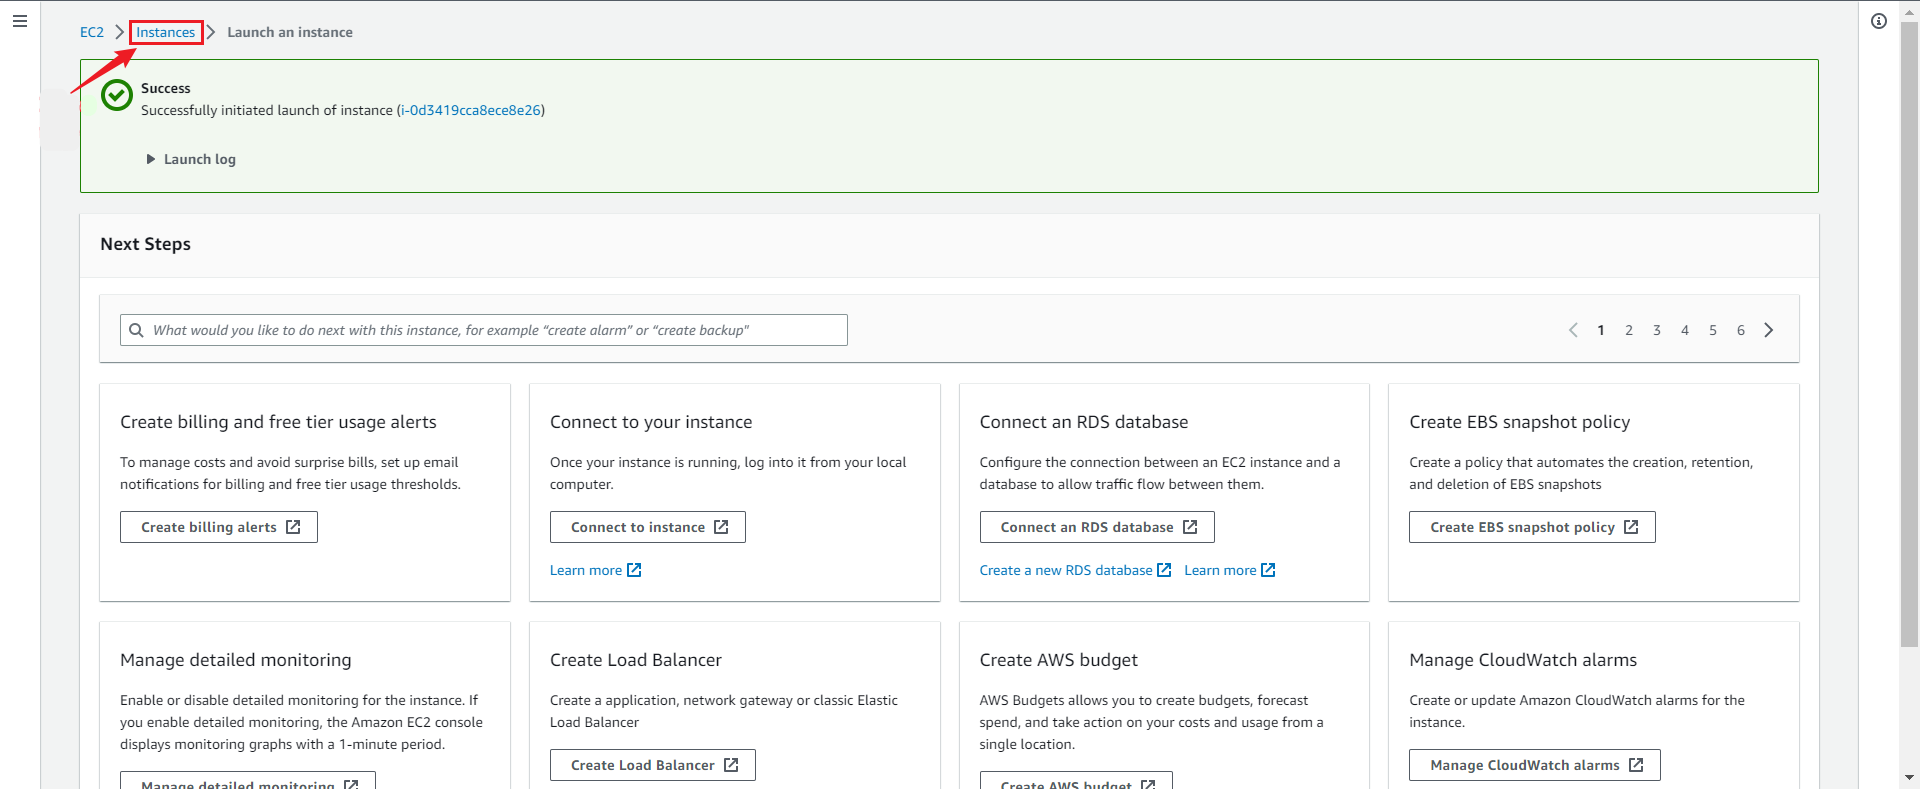 EC2 Instances Launch an instance
Success
Successfully initiated launch of instance (i-0d3419cca8ece8e26)
Launch log
Next Steps
What would you like to do next with this instance, for example “create alarm” or “create backup”
1 2 3 4 5 6
Create billing and free tier usage alerts
To manage costs and avoid surprise bills, set up email
notifications for billing and free tier usage thresholds.
Create billing alerts
Connect to your instance
Once your instance is running, log into it from your local
computer.
Connect to instance
Learn more
Connect an RDS database
Configure the connection between an EC2 instance and a
database to allow traffic flow between them.
Connect an RDS database
Create a new RDS database Learn more
Create EBS snapshot policy
Create a policy that automates the creation, retention,
and deletion of EBS snapshots
Create EBS snapshot policy
Manage detailed monitoring
Enable or disable detailed monitoring for the instance. If
you enable detailed monitoring, the Amazon EC2 console
displays monitoring graphs with a 1-minute period.
Manage detailed monitoring
Create Load Balancer
Create a application, network gateway or classic Elastic
Load Balancer
Create Load Balancer
Create AWS budget
AWS Budgets allows you to create budgets, forecast
spend, and take action on your costs and usage from a
single location.
Create AWS budget
Manage CloudWatch alarms
Create or update Amazon CloudWatch alarms for the
instance.
Manage CloudWatch alarms